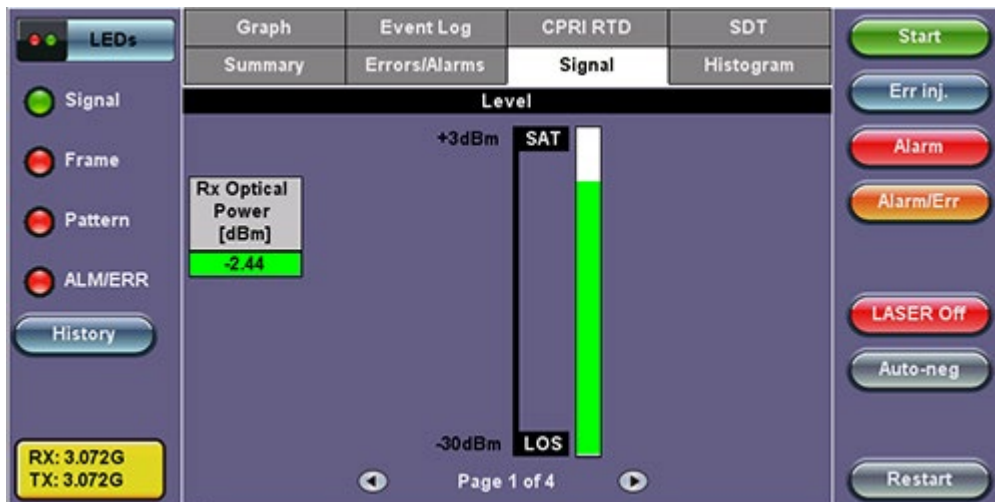 LEDs
Signal
Frame
Pattern
ALM/ERR
History
RX: 3.072G
TX: 3.072G
Graph
Event Log
CPRI RTD
SDT
Summary
Errors/Alarms
Signal
Histogram
Level
+3dBm
SAT
Rx Optical
Power
[dBm]
-2.44
-30dBm
LOS
Page 1 of 4
Start
Err inj.
Alarm
Alarm/Err
LASER Off
Auto-neg
Restart